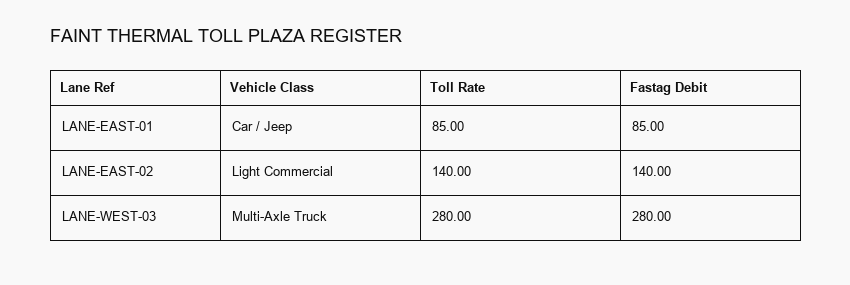 FAINT THERMAL TOLL PLAZA REGISTER
Lane Ref Vehicle Class Toll Rate Fastag Debit
LANE-EAST-01 Car / Jeep 85.00 85.00
LANE-EAST-02 Light Commercial 140.00 140.00
LANE-WEST-03 Multi-Axle Truck 280.00 280.00